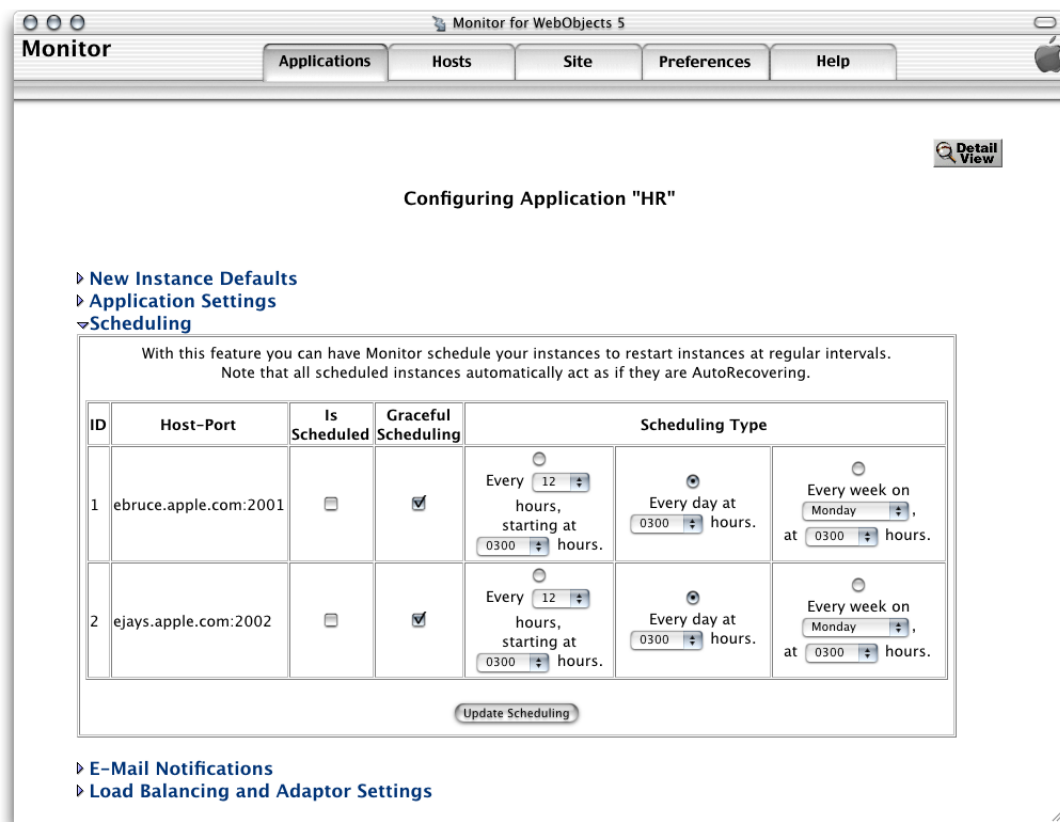 Monitor for WebObjects 5
Monitor
Applications
Hosts
Site
Preferences
Help
Detail
View
Configuring Application "HR"
New Instance Defaults
Application Settings
Scheduling
With this feature you can have Monitor schedule your instances to restart instances at regular intervals.
Note that all scheduled instances automatically act as if they are AutoRecovering.
ID
Host-Port
Is
Scheduled
Graceful
Scheduling
Scheduling Type
1
ebruce.apple.com:2001
Every 12
hours,
starting at
0300 hours.
Every day at
0300 hours.
Every week on
Monday ,
at 0300 hours.
2
ejays.apple.com:2002
Every 12
hours,
starting at
0300 hours.
Every day at
0300 hours.
Every week on
Monday ,
at 0300 hours.
Update Scheduling
E-Mail Notifications
Load Balancing and Adaptor Settings